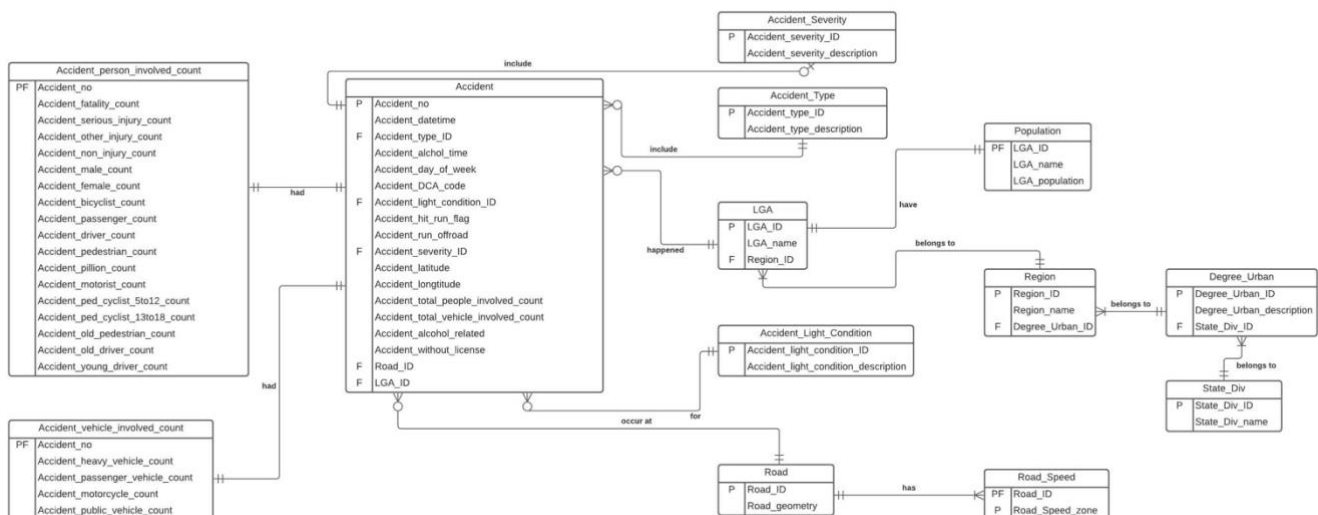 Accident_Severity
P Accident_severity_ID
Accident_severity_description
include
Accident_person_involved_count
PF Accident_no
Accident_fatality_count
Accident_serious_injury_count
Accident_other_injury_count
Accident_non_injury_count
Accident_male_count
Accident_female_count
Accident_bicyclist_count
Accident_passenger_count
Accident_driver_count
Accident_pedestrian_count
Accident_pillion_count
Accident_motorist_count
Accident_ped_cyclist_5to12_count
Accident_ped_cyclist_13to18_count
Accident_old_pedestrian_count
Accident_old_driver_count
Accident_young_driver_count
had
Accident
P Accident_no
Accident_datetime
F Accident_type_ID
Accident_alchol_time
Accident_day_of_week
Accident_DCA_code
F Accident_light_condition_ID
Accident_hit_run_flag
Accident_run_offroad
F Accident_severity_ID
Accident_latitude
Accident_longtitude
Accident_total_people_involved_count
Accident_total_vehicle_involved_count
Accident_alcohol_related
Accident_without_license
F Road_ID
F LGA_ID
Accident_Type
P Accident_type_ID
Accident_type_description
include
Population
PF LGA_ID
LGA_name
LGA_population
have
LGA
P LGA_ID
LGA_name
F Region_ID
happened
belongs to
Region
P Region_ID
Region_name
F Degree_Urban_ID
belongs to
Degree_Urban
P Degree_Urban_ID
Degree_Urban_description
F State_Div_ID
belongs to
State_Div
P State_Div_ID
State_Div_name
Accident_Light_Condition
P Accident_light_condition_ID
Accident_light_condition_description
for
had
occur at
Accident_vehicle_involved_count
PF Accident_no
Accident_heavy_vehicle_count
Accident_passenger_vehicle_count
Accident_motorcycle_count
Accident_public_vehicle_count
Road
P Road_ID
Road_geometry
has
Road_Speed
PF Road_ID
P Road_Speed_zone